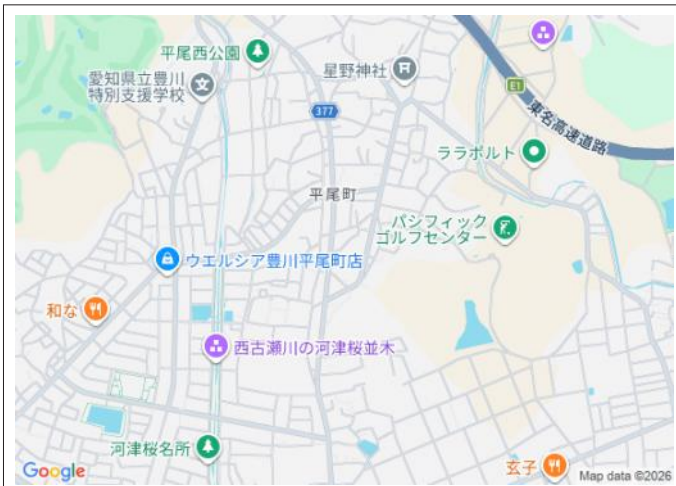 平尾西公園
愛知県立豊川
特別支援学校
星野神社
377
E1
東名高速道路
ララポルト
平尾町
パシフィック
ゴルフセンター
ウエルシア豊川平尾町店
和な
西古瀬川の河津桜並木
河津桜名所
玄子
Google
Map data ©2026